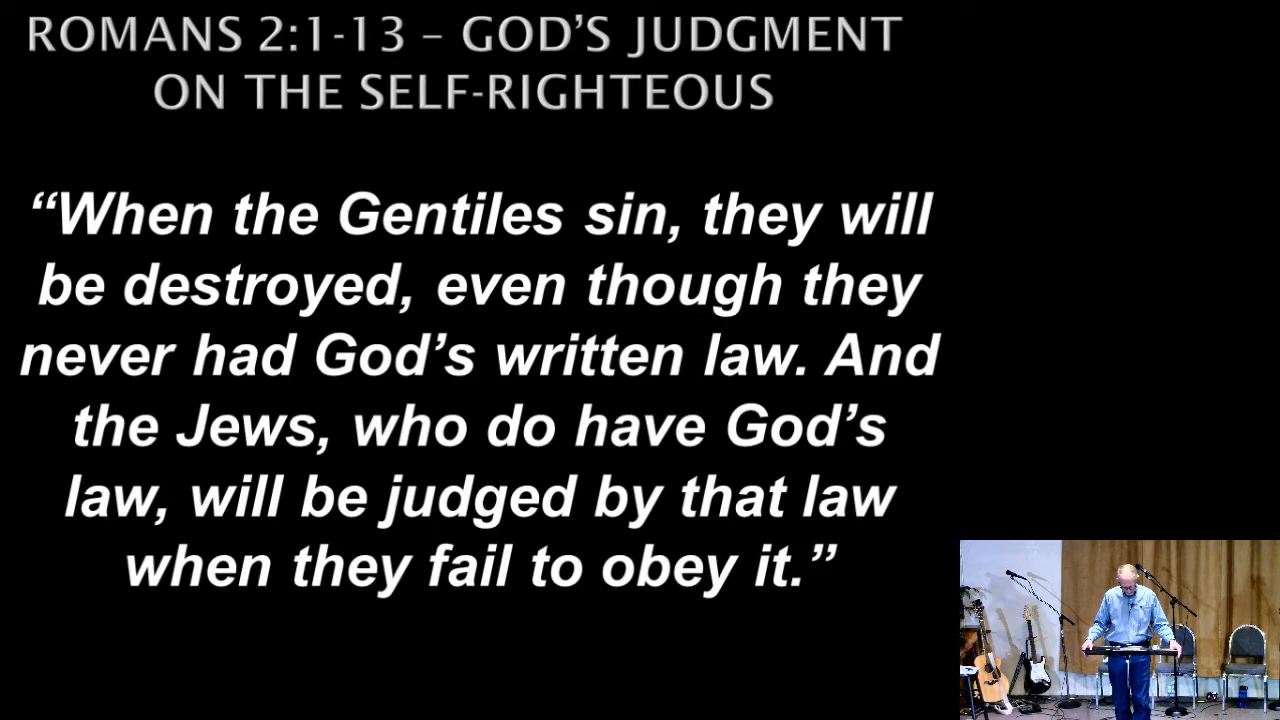 ROMANS 2:1-13 – GOD’S JUDGMENT
ON THE SELF-RIGHTEOUS
“When the Gentiles sin, they will
be destroyed, even though they
never had God’s written law. And
the Jews, who do have God’s
law, will be judged by that law
when they fail to obey it.”